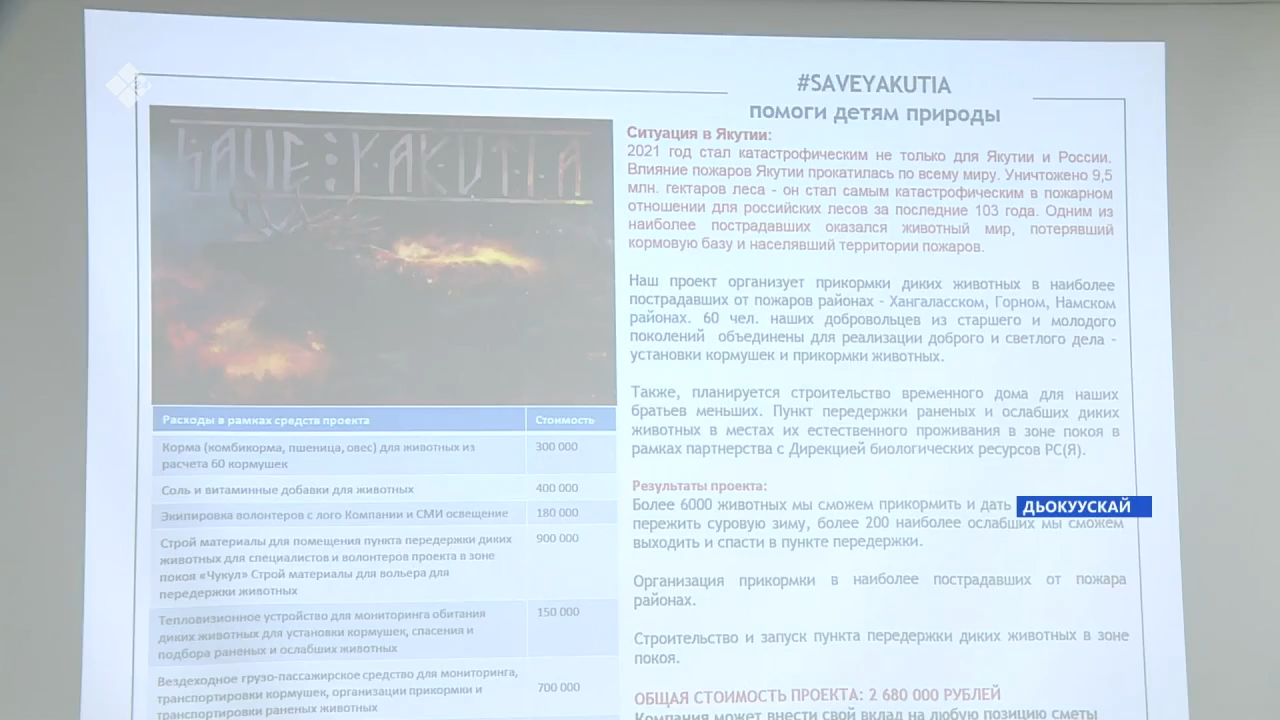 #SAVEYAKUTIA
помоги детям природы
SAVE:YAKUTIA
Ситуация в Якутии:
2021 год стал катастрофическим не только для Якутии и России.
Влияние пожаров Якутии прокатилась по всему миру. Уничтожено 9,5
млн. гектаров леса - он стал самым катастрофическим в пожарном
отношении для российских лесов за последние 103 года. Одним из
наиболее пострадавших оказался животный мир, потерявший
кормовую базу и населявший территории пожаров.
Наш проект организует прикормки диких животных в наиболее
пострадавших от пожаров районах - Хангаласском, Горном, Намском
районах. 60 чел. наших добровольцев из старшего и молодого
поколений объединены для реализации доброго и светлого дела -
установки кормушек и прикормки животных.
Также, планируется строительство временного дома для наших
братьев меньших. Пункт передержки раненых и ослабших диких
животных в местах их естественного проживания в зоне покоя в
рамках партнерства с Дирекцией биологических ресурсов РС(Я).
Результаты проекта:
Более 6000 животных мы сможем прикормить и дать
ДЬОКУУСКАЙ
пережить суровую зиму, более 200 наиболее ослабших мы сможем
выходить и спасти в пункте передержки.
Организация прикормки в наиболее пострадавших от пожара
районах.
Строительство и запуск пункта передержки диких животных в зоне
покоя.
ОБЩАЯ СТОИМОСТЬ ПРОЕКТА: 2 680 000 РУБЛЕЙ
Компания может внести свой вклад на любую позицию сметы
Расходы в рамках средств проекта Стоимость
Корма (комбикорма, пшеница, овес) для животных из 300 000
расчета 60 кормушек
Соль и витаминные добавки для животных 400 000
Экипировка волонтеров с лого Компании и СМИ освещение 180 000
Строй материалы для помещения пункта передержки диких 900 000
животных для специалистов и волонтеров проекта в зоне
покоя «Чукул» Строй материалы для вольера для
передержки животных
Тепловизионное устройство для мониторинга обитания 150 000
диких животных для установки кормушек, спасения и
подбора раненых и ослабших животных
Вездеходное грузо-пассажирское средство для мониторинга,
транспортировки кормушек, организации прикормки и 700 000
транспортировки раненых животных